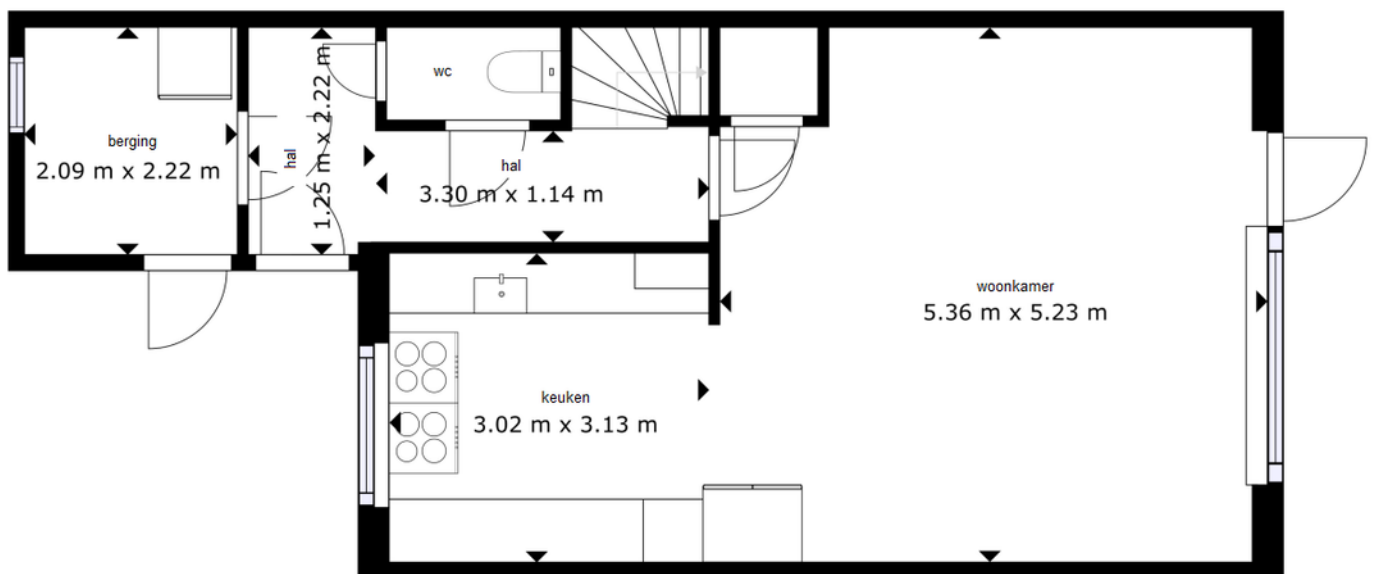 berging
2.09 m x 2.22 m
hal
1.25 m x 2.22 m
wc
hal
3.30 m x 1.14 m
woonkamer
5.36 m x 5.23 m
keuken
3.02 m x 3.13 m